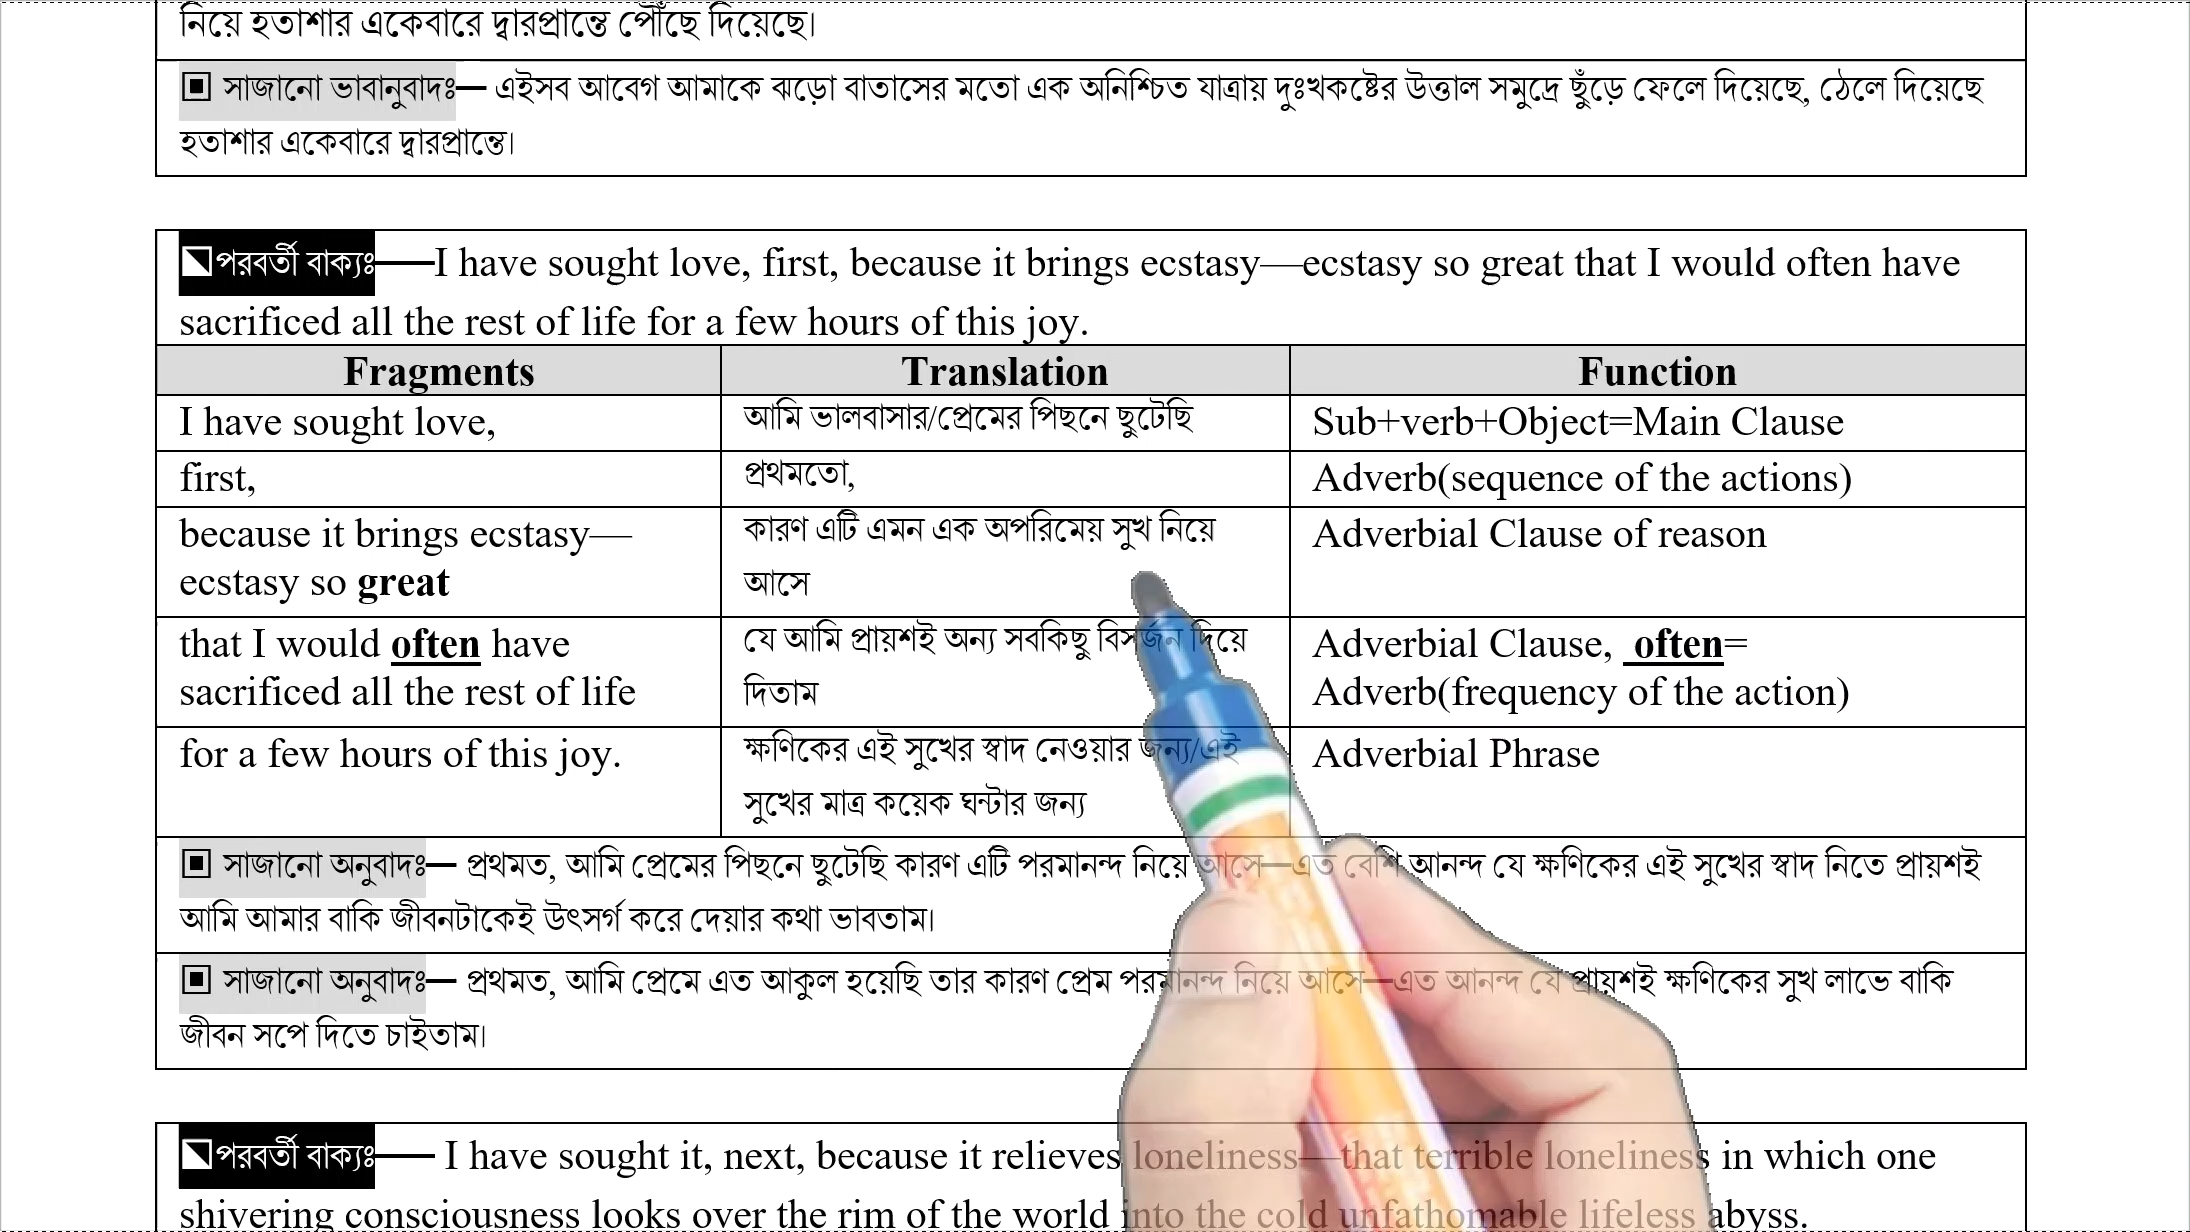 নিয়ে হতাশার একেবারে দ্বারপ্রান্তে পৌঁছে দিয়েছে।
▣ সাজানো ভাবানুবাদঃ— এইসব আবেগ আমাকে ঝড়ো বাতাসের মতো এক অনিশ্চিত যাত্রায় দুঃখকষ্টের উত্তাল সমুদ্রে ছুঁড়ে ফেলে দিয়েছে, ঠেলে দিয়েছে
হতাশার একেবারে দ্বারপ্রান্তে।
পরবর্তী বাক্যঃ——I have sought love, first, because it brings ecstasy—ecstasy so great that I would often have
sacrificed all the rest of life for a few hours of this joy.
Fragments Translation Function
I have sought love, আমি ভালবাসার/প্রেমের পিছনে ছুটেছি Sub+verb+Object=Main Clause
first, প্রথমতো, Adverb(sequence of the actions)
because it brings ecstasy— কারণ এটি এমন এক অপরিমেয় সুখ নিয়ে Adverbial Clause of reason
ecstasy so great আসে
that I would often have যে আমি প্রায়শই অন্য সবকিছু বিসর্জন দিয়ে Adverbial Clause, often=
sacrificed all the rest of life দিতাম Adverb(frequency of the action)
for a few hours of this joy. ক্ষণিকের এই সুখের স্বাদ নেওয়ার জন্য/এই Adverbial Phrase
সুখের মাত্র কয়েক ঘন্টার জন্য
▣ সাজানো অনুবাদঃ— প্রথমত, আমি প্রেমের পিছনে ছুটেছি কারণ এটি পরমানন্দ নিয়ে আসে—এত বেশি আনন্দ যে ক্ষণিকের এই সুখের স্বাদ নিতে প্রায়শই
আমি আমার বাকি জীবনটাকেই উৎসর্গ করে দেয়ার কথা ভাবতাম।
▣ সাজানো অনুবাদঃ— প্রথমত, আমি প্রেমে এত আকুল হয়েছি তার কারণ প্রেম পরমানন্দ নিয়ে আসে—এত আনন্দ যে প্রায়শই ক্ষণিকের সুখ লাভে বাকি
জীবন সপে দিতে চাইতাম।
পরবর্তী বাক্যঃ—— I have sought it, next, because it relieves loneliness—that terrible loneliness in which one
shivering consciousness looks over the rim of the world into the cold unfathomable lifeless abyss.